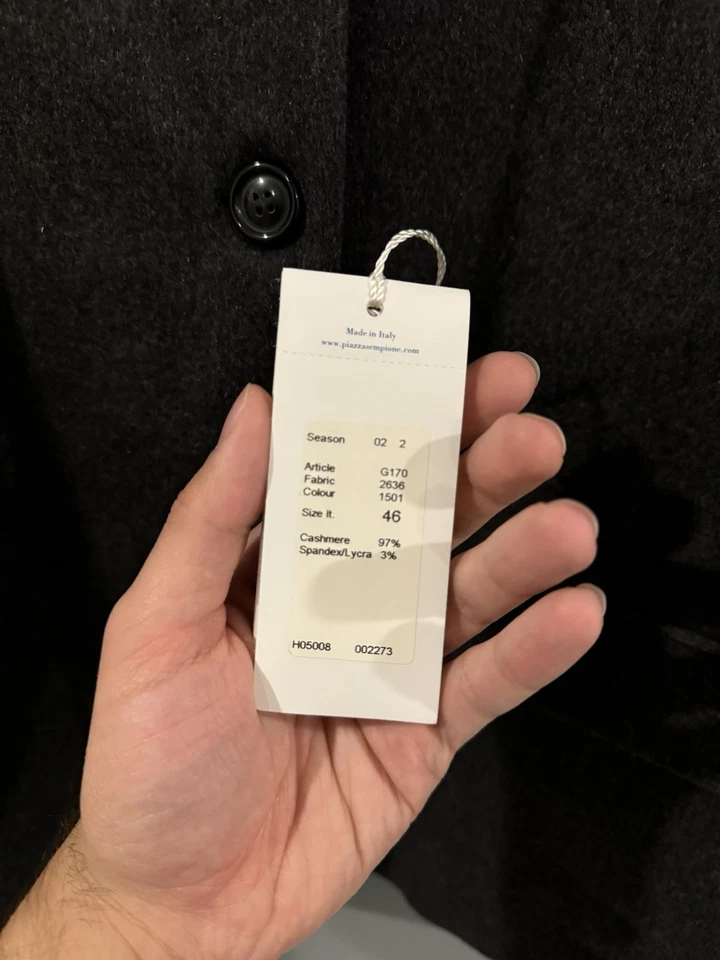 Made in Italy
www.piazzasempione.com
Season 02 2
Article G170
Fabric 2636
Colour 1501
Size It. 46
Cashmere 97%
Spandex/Lycra 3%
H05008 002273